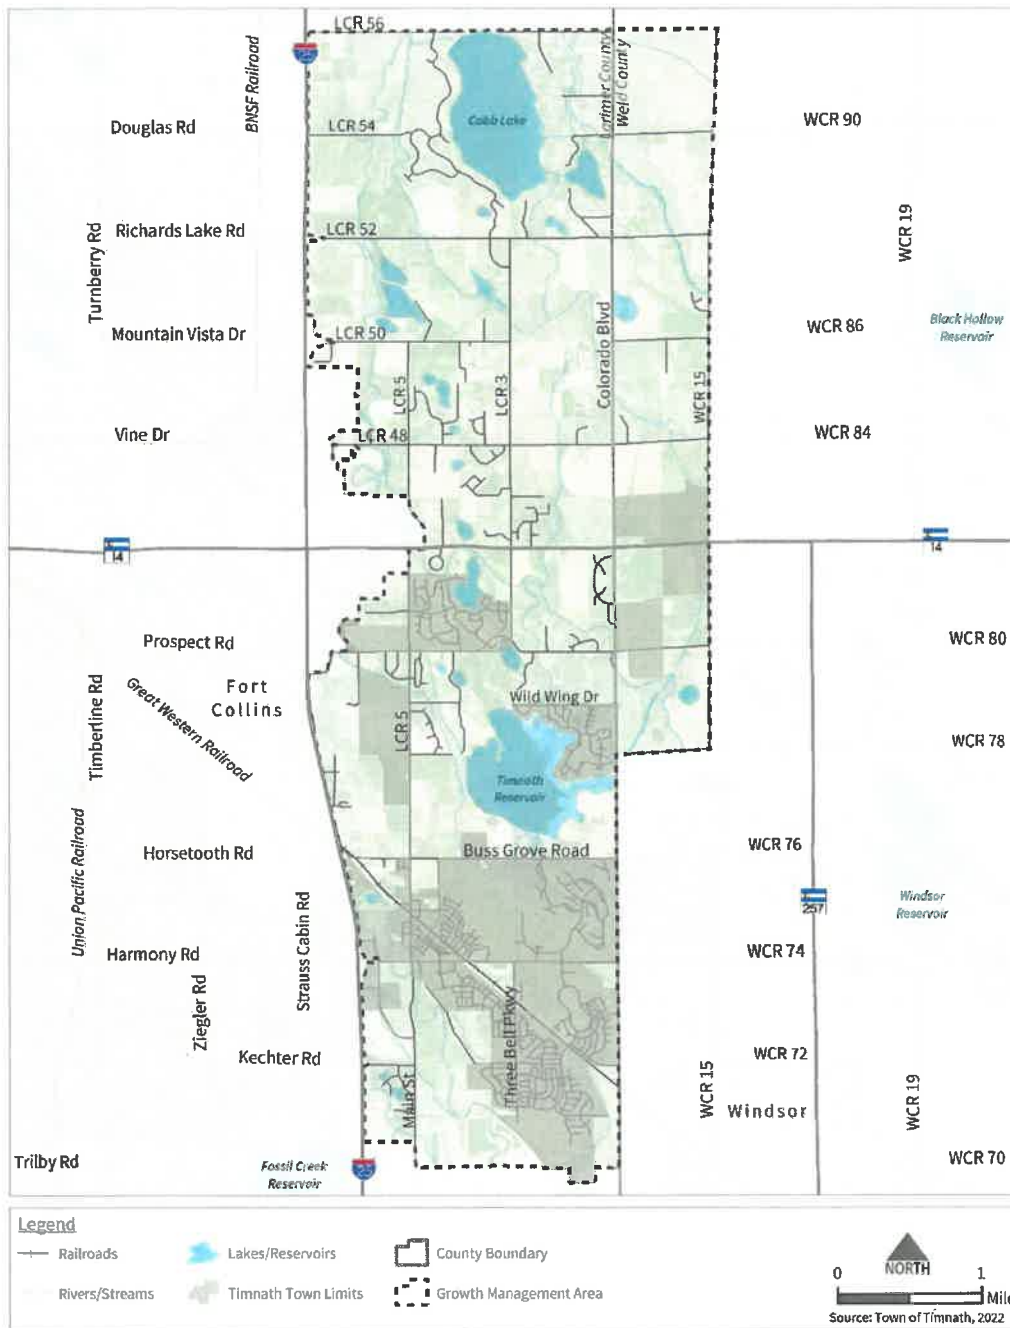 LCR 56
25
BNSF Railroad
Larimer County
Weld County
Cobb Lake
Douglas Rd
LCR 54
WCR 90
Richards Lake Rd
LCR 52
Turnberry Rd
WCR 19
Mountain Vista Dr
LCR 50
Colorado Blvd
WCR 86
Black Hollow
Reservoir
LCR 5
LCR 3
WCR 15
Vine Dr
LCR 48
WCR 84
14
14
Prospect Rd
WCR 80
Fort
Collins
Great Western Railroad
Timberline Rd
LCR 5
Wild Wing Dr
WCR 78
Timnath
Reservoir
Union Pacific Railroad
Horsetooth Rd
Buss Grove Road
WCR 76
257
Windsor
Reservoir
Strauss Cabin Rd
Harmony Rd
WCR 74
Ziegler Rd
Three Bell Pkwy
Kechter Rd
WCR 72
Main St
WCR 15
Windsor
WCR 19
Trilby Rd
Fossil Creek
Reservoir
25
WCR 70
Legend
Railroads
Lakes/Reservoirs
County Boundary
Rivers/Streams
Timnath Town Limits
Growth Management Area
NORTH
0 1
Mile
Source: Town of Timnath, 2022